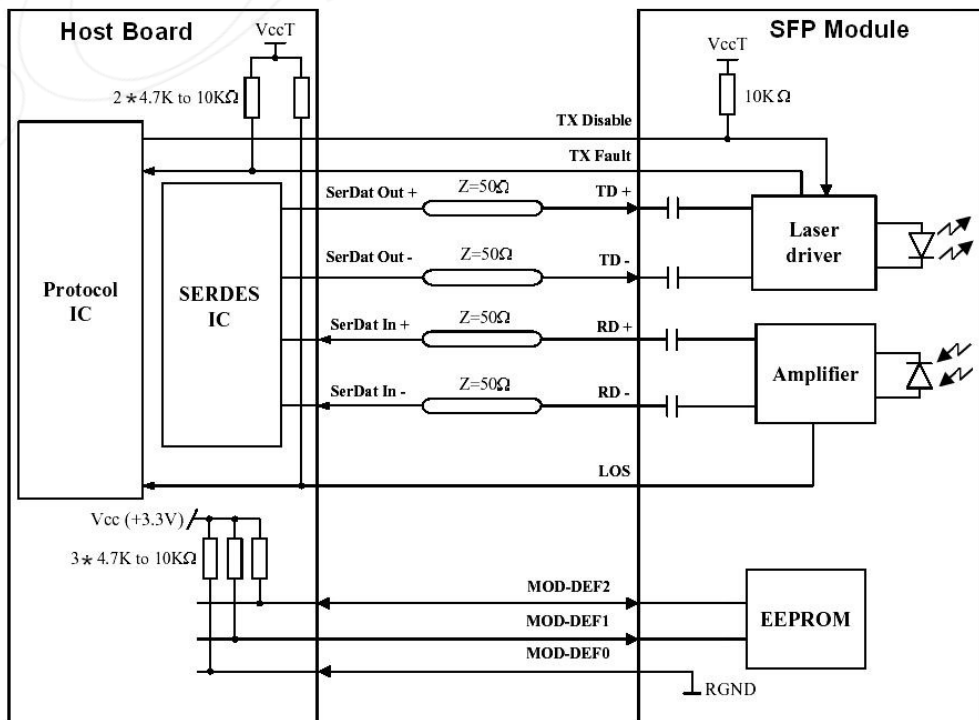 Host Board
SFP Module
VccT
VccT
2*4.7K to 10KΩ
10KΩ
TX Disable
TX Fault
SerDat Out +
Z=50Ω
TD +
SerDat Out -
Z=50Ω
TD -
Laser
driver
Protocol
IC
SERDES
IC
SerDat In +
Z=50Ω
RD +
SerDat In -
Z=50Ω
RD -
Amplifier
LOS
Vcc (+3.3V)
3* 4.7K to 10KΩ
MOD-DEF2
MOD-DEF1
MOD-DEF0
EEPROM
RGND